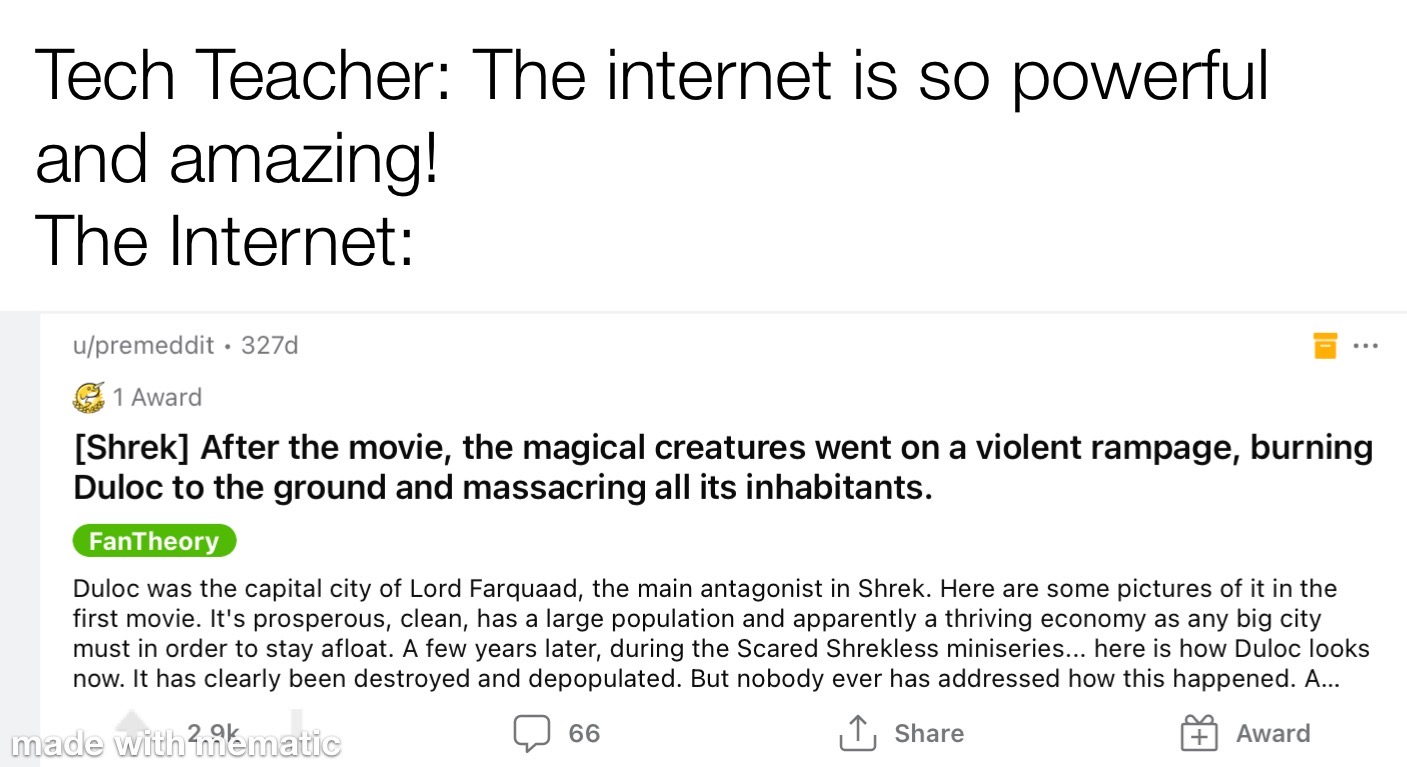 Tech Teacher: The internet is so powerful
and amazing!
The Internet:
u/premeddit • 327d
1 Award
[Shrek] After the movie, the magical creatures went on a violent rampage, burning
Duloc to the ground and massacring all its inhabitants.
FanTheory
Duloc was the capital city of Lord Farquaad, the main antagonist in Shrek. Here are some pictures of it in the
first movie. It's prosperous, clean, has a large population and apparently a thriving economy as any big city
must in order to stay afloat. A few years later, during the Scared Shrekless miniseries... here is how Duloc looks
now. It has clearly been destroyed and depopulated. But nobody ever has addressed how this happened. A...
2.9k 66 Share Award
made with mematic